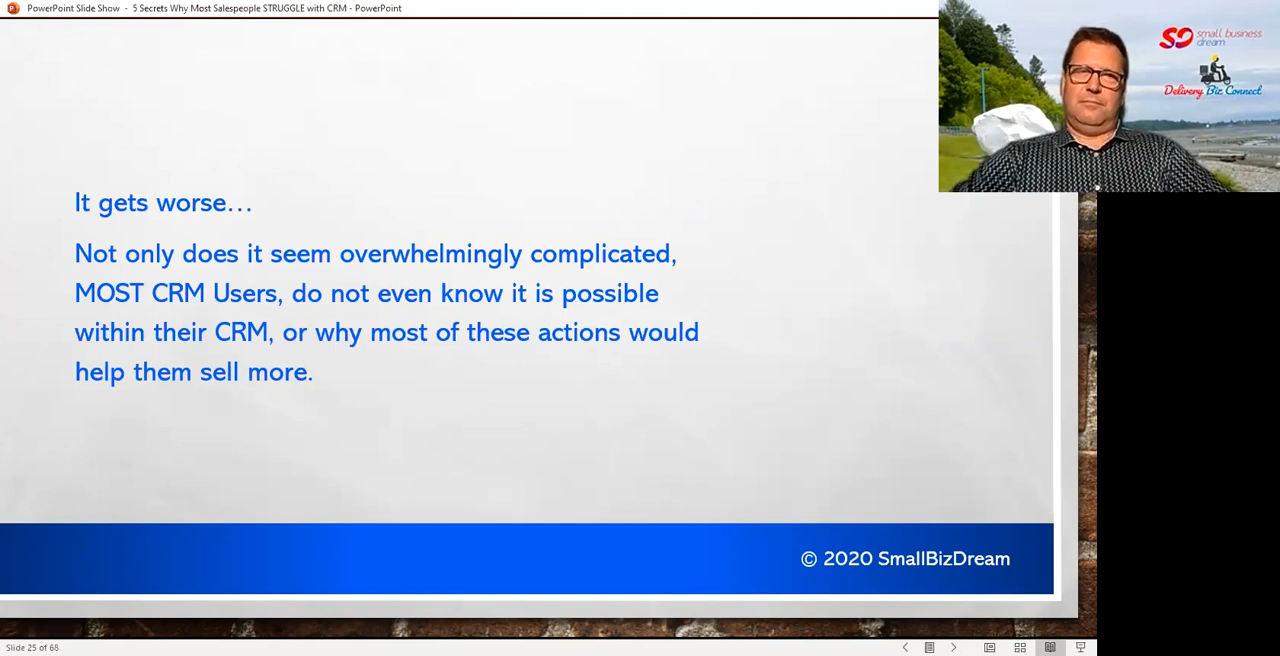 PowerPoint Slide Show - 5 Secrets Why Most Salespeople STRUGGLE with CRM - PowerPoint
small business
dream
Delivery Biz Connect
It gets worse…
Not only does it seem overwhelmingly complicated,
MOST CRM Users, do not even know it is possible
within their CRM, or why most of these actions would
help them sell more.
© 2020 SmallBizDream
Slide 25 of 68